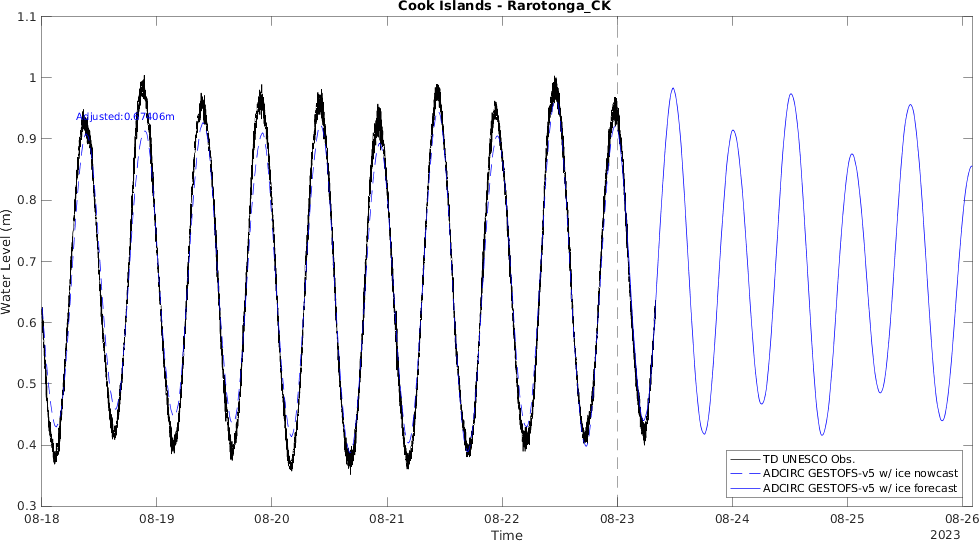 Cook Islands - Rarotonga_CK
1.1
1
0.9
0.8
0.7
0.6
0.5
0.4
0.3
Water Level (m)
Adjusted:0.67406m
TD UNESCO Obs.
ADCIRC GESTOFS-v5 w/ ice nowcast
ADCIRC GESTOFS-v5 w/ ice forecast
08-18 08-19 08-20 08-21 08-22 08-23 08-24 08-25 08-26
Time
2023